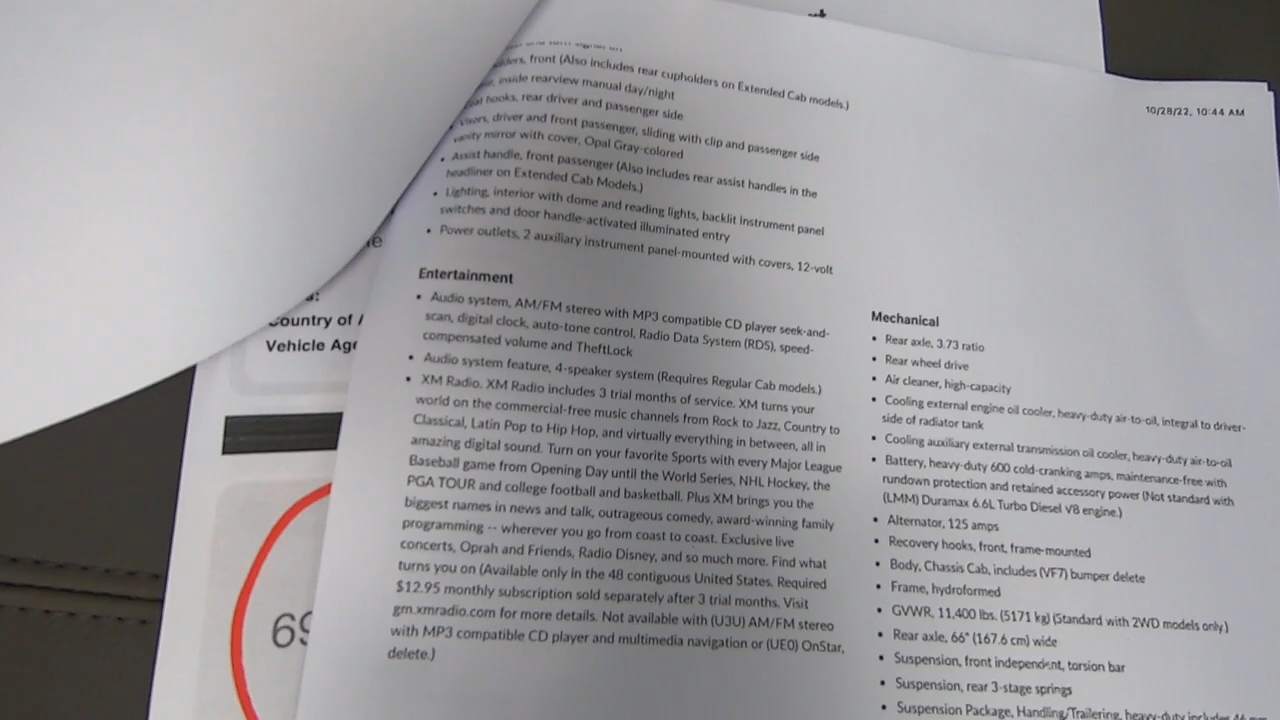 front (Also includes rear cupholders on Extended Cab models.)
inside rearview manual day/night
hooks, rear driver and passenger side
Visors, driver and front passenger, sliding with clip and passenger side
vanity mirror with cover, Opal Gray-colored
• Assist handle, front passenger (Also includes rear assist handles in the
headliner on Extended Cab Models.)
• Lighting, interior with dome and reading lights, backlit instrument panel
switches and door handle-activated illuminated entry
• Power outlets, 2 auxiliary instrument panel-mounted with covers, 12-volt
Entertainment
• Audio system, AM/FM stereo with MP3 compatible CD player seek-and-
scan, digital clock, auto-tone control, Radio Data System (RDS), speed-
compensated volume and TheftLock
• Audio system feature, 4-speaker system (Requires Regular Cab models.)
• XM Radio. XM Radio includes 3 trial months of service. XM turns your
world on the commercial-free music channels from Rock to Jazz, Country to
Classical, Latin Pop to Hip Hop, and virtually everything in between, all in
amazing digital sound. Turn on your favorite Sports with every Major League
Baseball game from Opening Day until the World Series, NHL Hockey, the
PGA TOUR and college football and basketball. Plus XM brings you the
biggest names in news and talk, outrageous comedy, award-winning family
programming -- wherever you go from coast to coast. Exclusive live
concerts, Oprah and Friends, Radio Disney, and so much more. Find what
turns you on (Available only in the 48 contiguous United States. Required
$12.95 monthly subscription sold separately after 3 trial months. Visit
gm.xmradio.com for more details. Not available with (U3U) AM/FM stereo
with MP3 compatible CD player and multimedia navigation or (UE0) OnStar,
delete.)
10/28/22, 10:44 AM
Mechanical
• Rear axle, 3.73 ratio
• Rear wheel drive
• Air cleaner, high-capacity
• Cooling external engine oil cooler, heavy-duty air-to-oil, integral to driver-
side of radiator tank
• Cooling auxiliary external transmission oil cooler, heavy-duty air-to-oil
• Battery, heavy-duty 600 cold-cranking amps, maintenance-free with
rundown protection and retained accessory power (Not standard with
(LMM) Duramax 6.6L Turbo Diesel V8 engine.)
• Alternator, 125 amps
• Recovery hooks, front, frame-mounted
• Body, Chassis Cab, includes (VF7) bumper delete
• Frame, hydroformed
• GVWR, 11,400 lbs. (5171 kg) (Standard with 2WD models only)
• Rear axle, 66" (167.6 cm) wide
• Suspension, front independent, torsion bar
• Suspension, rear 3-stage springs
• Suspension Package, Handling/Trailering, heavy-duty includes 46 mm
Country of
Vehicle
69